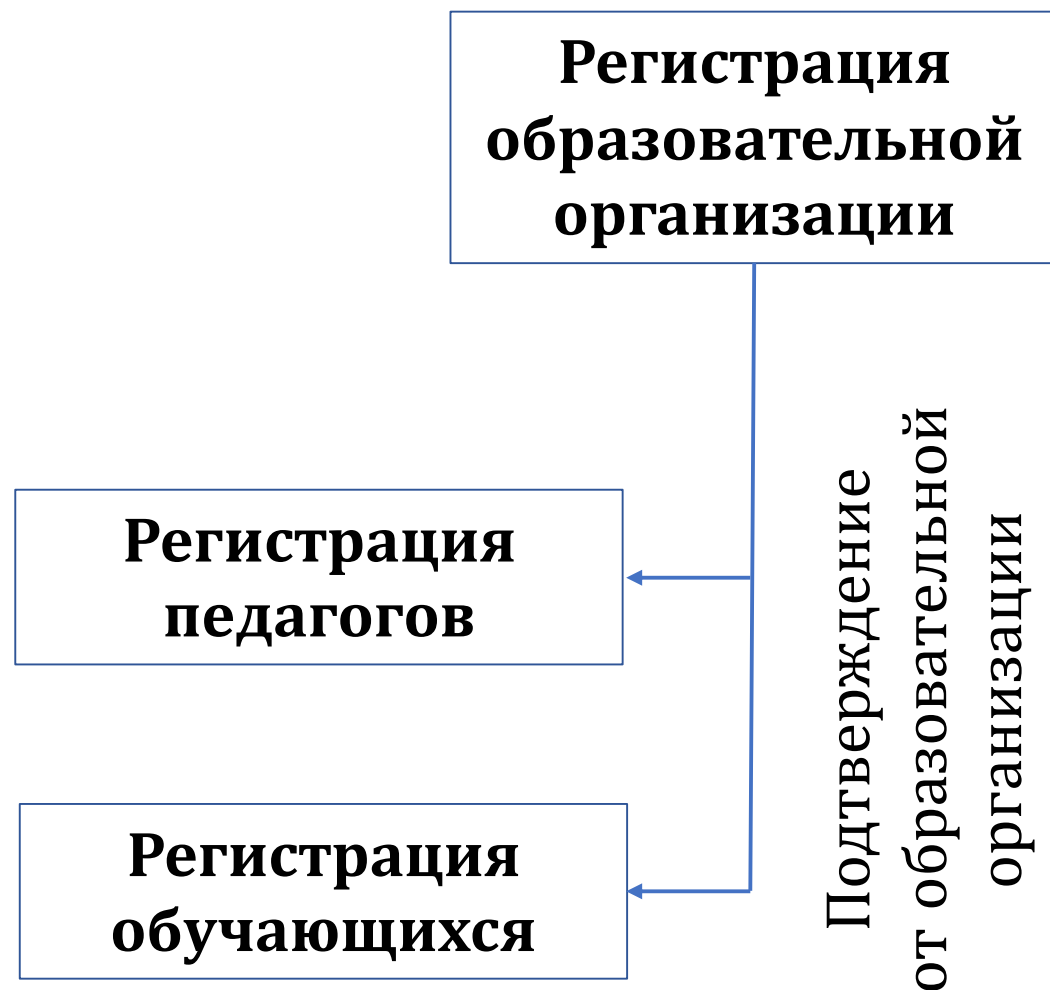 Регистрация
образовательной
организации
Регистрация
педагогов
Регистрация
обучающихся
Подтверждение
от образовательной
организации